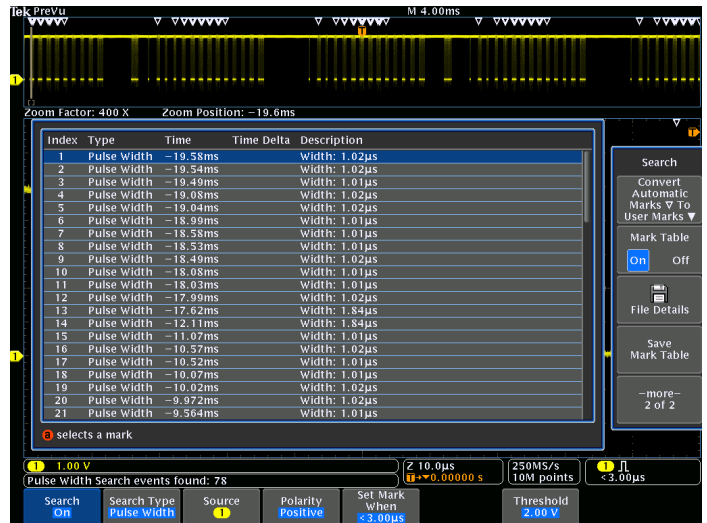 Tek PreVu
M 4.00ms
T
1
Zoom Factor: 400 X Zoom Position: −19.6ms
T
Index Type Time Time Delta Description
1 Pulse Width −19.58ms Width: 1.02µs
2 Pulse Width −19.54ms Width: 1.02µs
3 Pulse Width −19.49ms Width: 1.01µs
4 Pulse Width −19.08ms Width: 1.02µs
5 Pulse Width −19.04ms Width: 1.02µs
6 Pulse Width −18.99ms Width: 1.01µs
7 Pulse Width −18.58ms Width: 1.01µs
8 Pulse Width −18.53ms Width: 1.01µs
9 Pulse Width −18.49ms Width: 1.02µs
10 Pulse Width −18.08ms Width: 1.01µs
11 Pulse Width −18.03ms Width: 1.01µs
12 Pulse Width −17.99ms Width: 1.02µs
13 Pulse Width −17.62ms Width: 1.84µs
14 Pulse Width −12.11ms Width: 1.84µs
15 Pulse Width −11.07ms Width: 1.01µs
16 Pulse Width −10.57ms Width: 1.02µs
17 Pulse Width −10.52ms Width: 1.01µs
18 Pulse Width −10.07ms Width: 1.01µs
19 Pulse Width −10.02ms Width: 1.02µs
20 Pulse Width −9.972ms Width: 1.02µs
21 Pulse Width −9.564ms Width: 1.01µs
a selects a mark
1
Search
Convert
Automatic
Marks ▽ To
User Marks ▼
Mark Table
On Off
File Details
Save
Mark Table
−more−
2 of 2
1 1.00 V
Z 10.0µs
T→▼0.00000 s
250MS/s
10M points
1
<3.00µs
Pulse Width Search events found: 78
Search
On
Search Type
Pulse Width
Source
1
Polarity
Positive
Set Mark
When
<3.00µs
Threshold
2.00 V